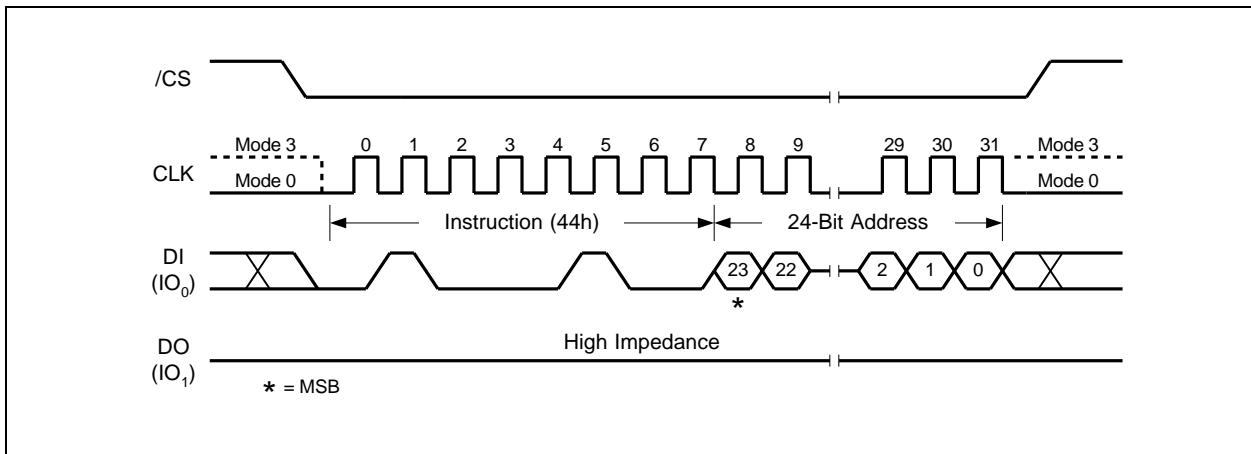 /CS
Mode 3 0 1 2 3 4 5 6 7 8 9 29 30 31 Mode 3
CLK
Mode 0 Mode 0
Instruction (44h) 24-Bit Address
DI
(IO0)
23 22 2 1 0
*
High Impedance
DO
(IO1)
* = MSB